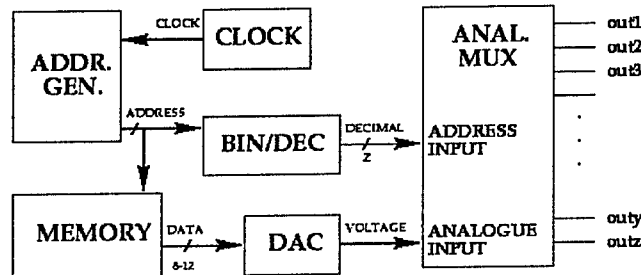 ADDR.
GEN.
CLOCK
CLOCK
ANAL.
MUX
out1
out2
out3
ADDRESS
BIN/DEC
DECIMAL
Z
ADDRESS
INPUT
MEMORY
DATA
8-12
DAC
VOLTAGE
ANALOGUE
INPUT
outy
outz